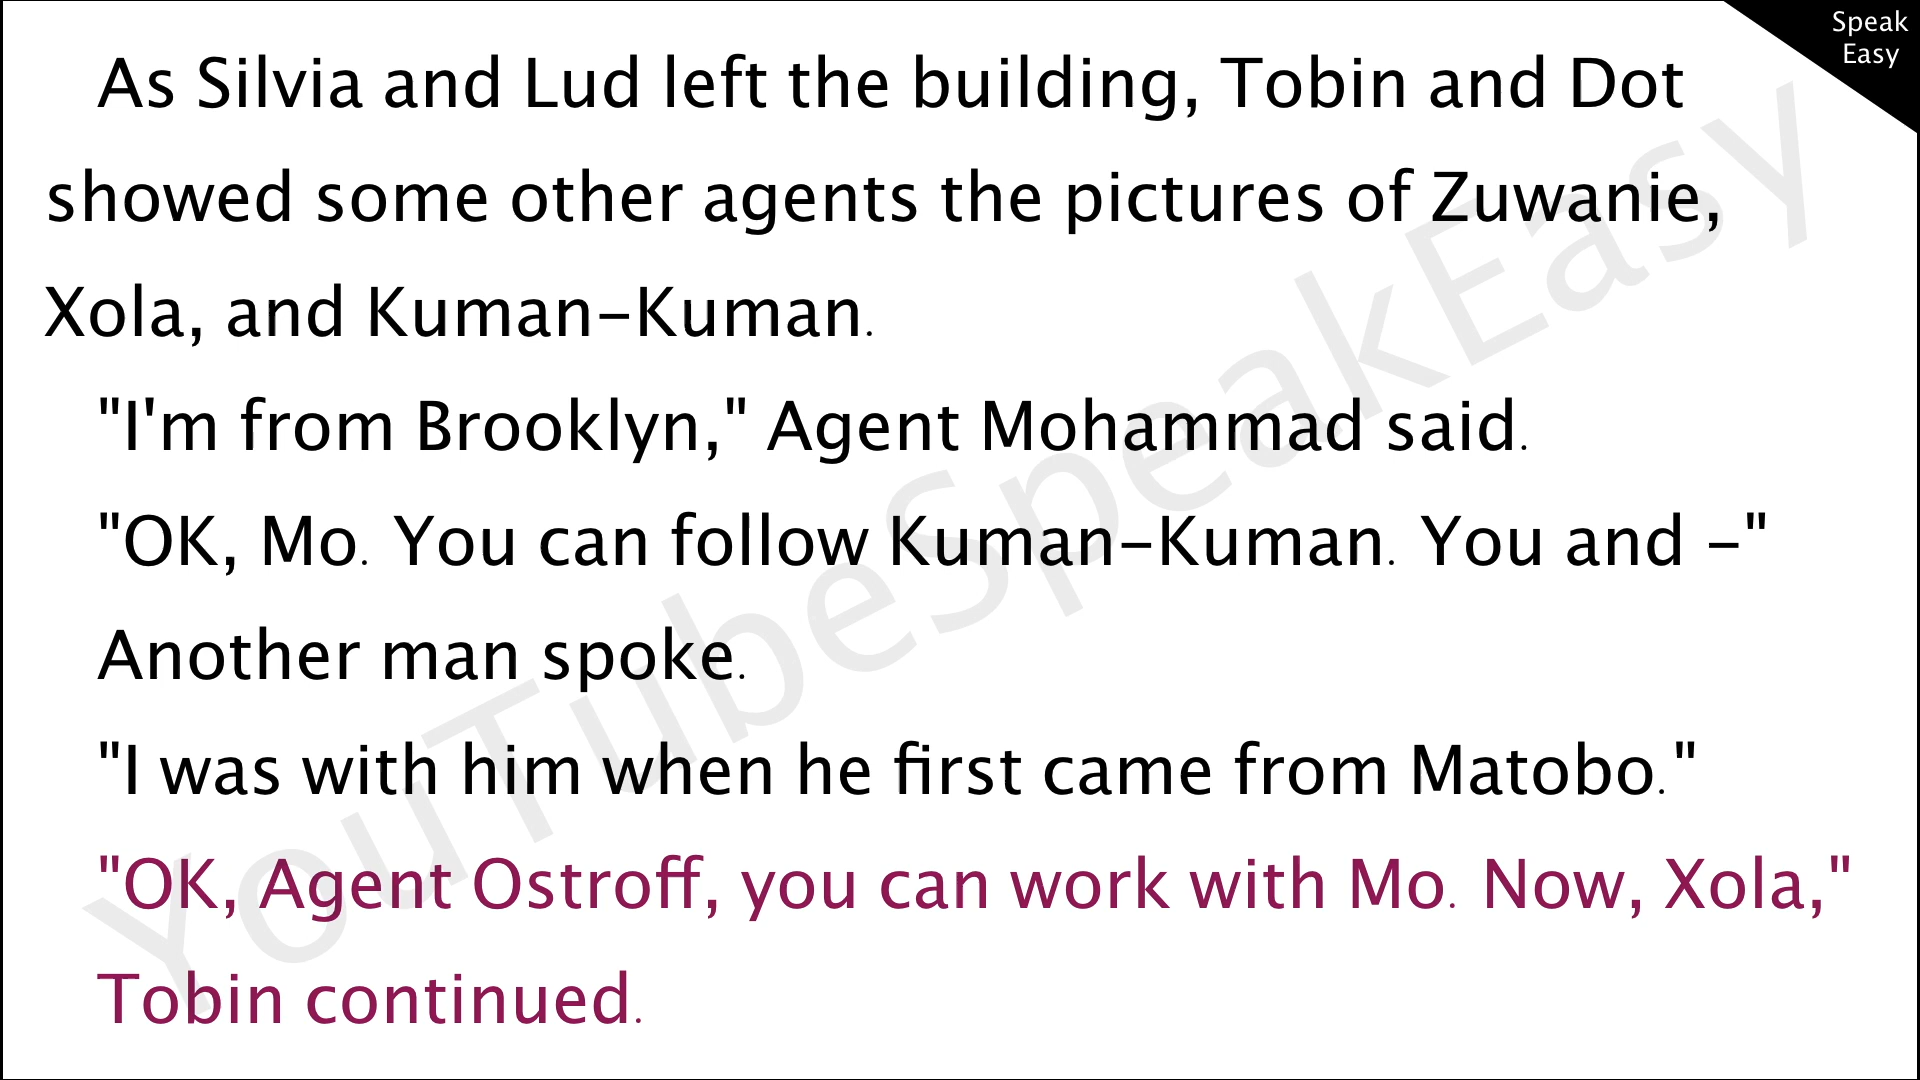 Speak
Easy
As Silvia and Lud left the building, Tobin and Dot
showed some other agents the pictures of Zuwanie,
Xola, and Kuman-Kuman.
"I'm from Brooklyn," Agent Mohammad said.
"OK, Mo. You can follow Kuman-Kuman. You and -"
Another man spoke.
"I was with him when he first came from Matobo."
"OK, Agent Ostroff, you can work with Mo. Now, Xola,"
Tobin continued.
YouTubeSpeakEasy